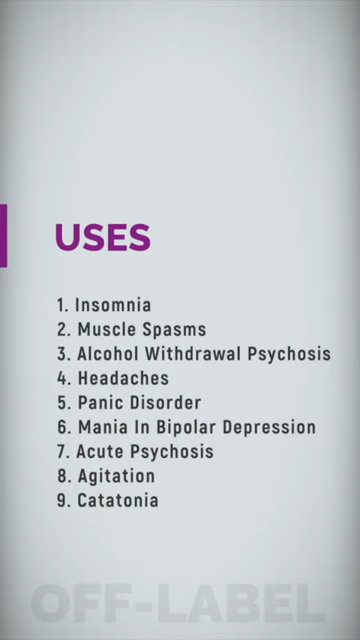 USES
1. Insomnia
2. Muscle Spasms
3. Alcohol Withdrawal Psychosis
4. Headaches
5. Panic Disorder
6. Mania In Bipolar Depression
7. Acute Psychosis
8. Agitation
9. Catatonia
OFF-LABEL